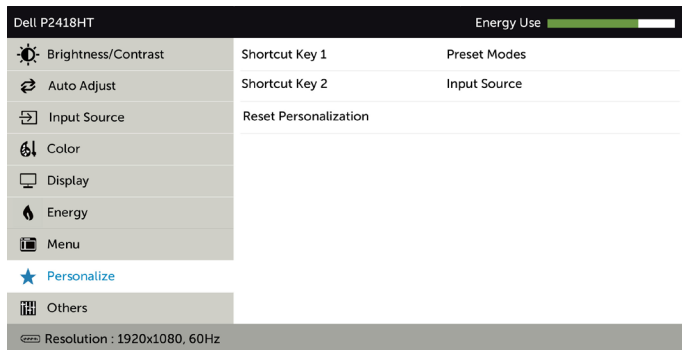 Dell P2418HT Energy Use
Brightness/Contrast Shortcut Key 1 Preset Modes
Auto Adjust Shortcut Key 2 Input Source
Input Source Reset Personalization
Color
Display
Energy
Menu
Personalize
Others
Resolution : 1920x1080, 60Hz